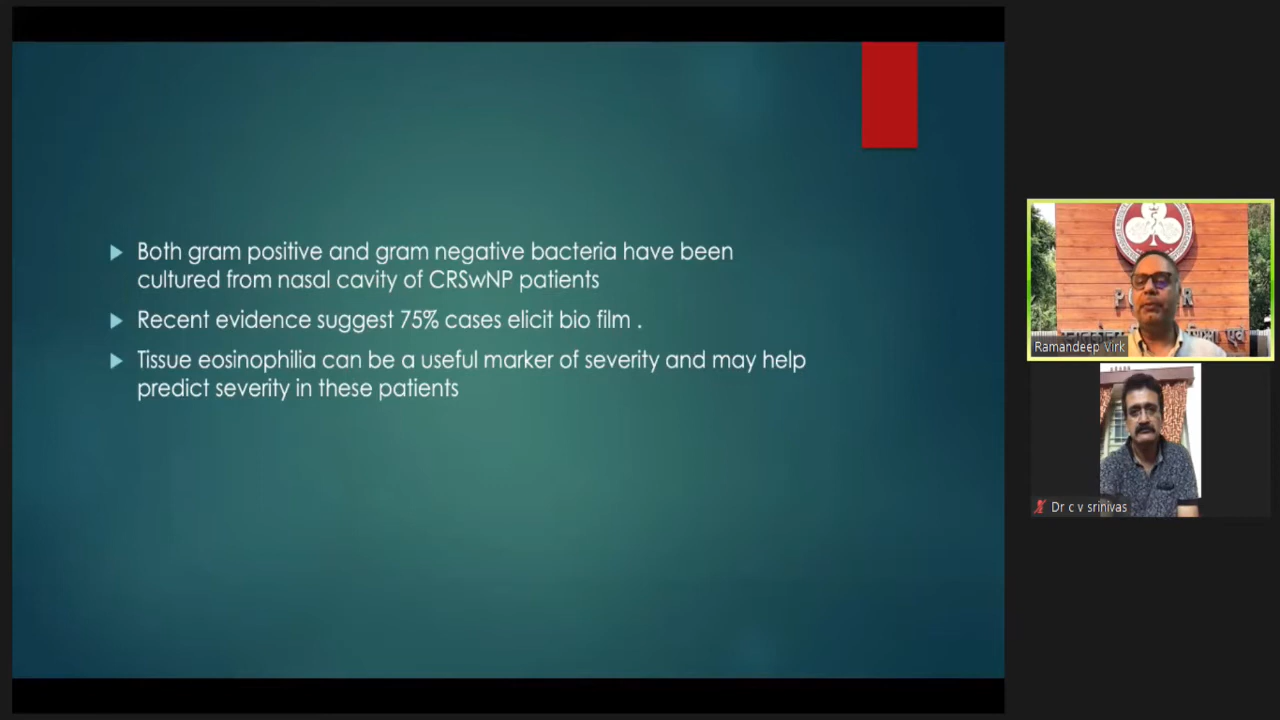 Both gram positive and gram negative bacteria have been
cultured from nasal cavity of CRSwNP patients
Recent evidence suggest 75% cases elicit bio film .
Tissue eosinophilia can be a useful marker of severity and may help
predict severity in these patients
Ramandeep Virk
Dr c v srinivas